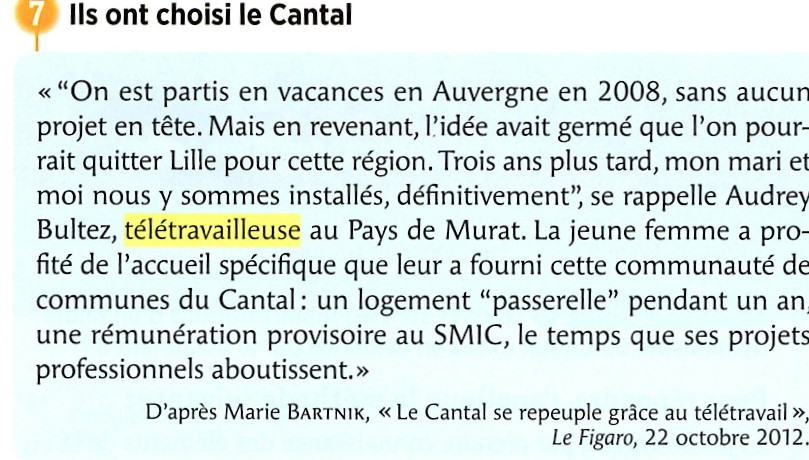 7 Ils ont choisi le Cantal
« “On est partis en vacances en Auvergne en 2008, sans aucun
projet en tête. Mais en revenant, l’idée avait germé que l’on pour-
rait quitter Lille pour cette région. Trois ans plus tard, mon mari et
moi nous y sommes installés, définitivement”, se rappelle Audrey
Bultez, télétravailleuse au Pays de Murat. La jeune femme a pro-
fité de l’accueil spécifique que leur a fourni cette communauté de
communes du Cantal : un logement “passerelle” pendant un an,
une rémunération provisoire au SMIC, le temps que ses projets
professionnels aboutissent. »
D’après Marie BARTNIK, « Le Cantal se repeuple grâce au télétravail »,
Le Figaro, 22 octobre 2012.